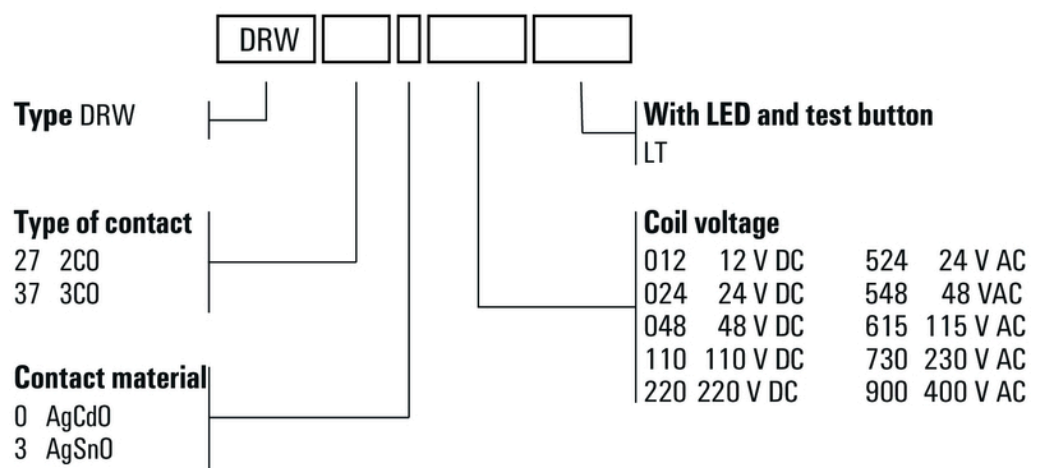 DRW
Type DRW
With LED and test button
LT
Type of contact
27 2CO
37 3CO
Coil voltage
012 12 V DC 524 24 V AC
024 24 V DC 548 48 VAC
048 48 V DC 615 115 V AC
110 110 V DC 730 230 V AC
220 220 V DC 900 400 V AC
Contact material
0 AgCdO
3 AgSnO